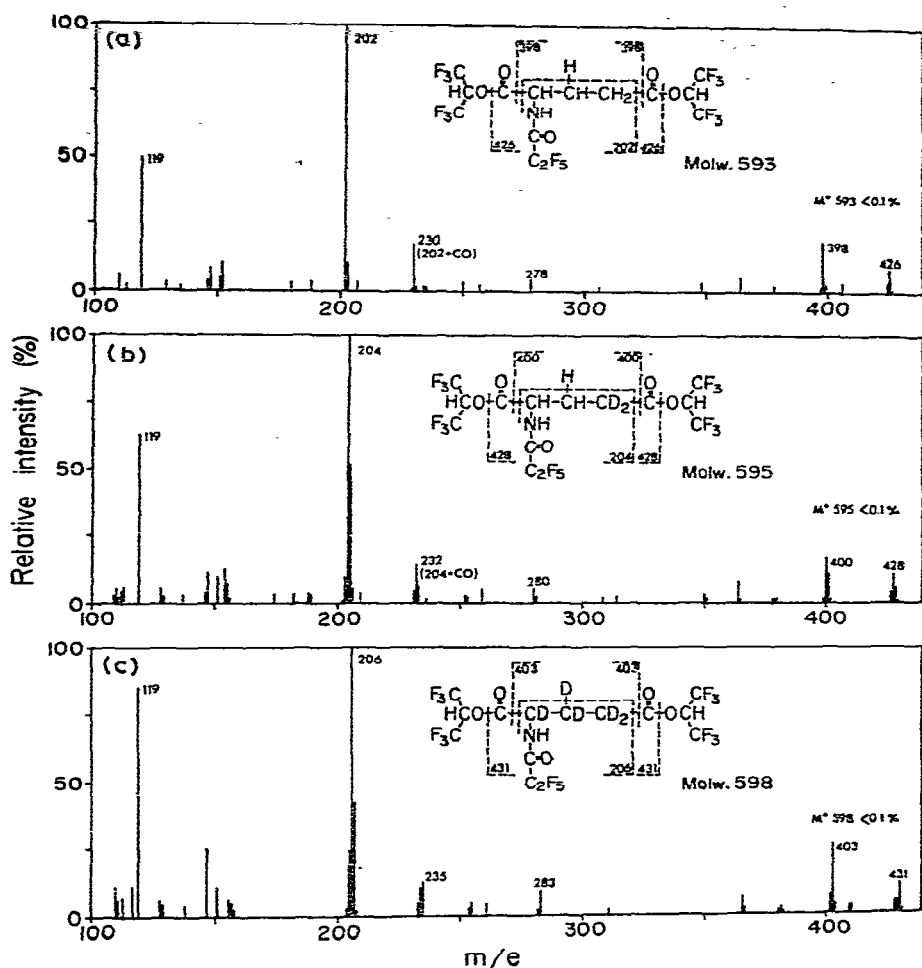 Relative intensity (%)
(a)
100
50
0
202
119
230
(202+CO)
278
398
426
M+ 593 <0.1%
Molw. 593
398 398
F3C O H O CF3
HCO-C-CH-CH-CH2-C-OCH
F3C NH CF3
C-O
C2F5
426 202 426
100 200 300 400
(b)
100
50
0
204
119
232
(204+CO)
280
400
428
M+ 595 <0.1%
Molw. 595
400 400
F3C O H O CF3
HCO-C-CH-CH-CD2-C-OCH
F3C NH CF3
C-O
C2F5
428 204 428
100 200 300 400
(c)
100
50
0
206
119
235
283
403
431
M+ 598 <0.1%
Molw. 598
403 403
F3C O D O CF3
HCO-C-CD-CD-CD2-C-OCH
F3C NH CF3
C-O
C2F5
431 206 431
100 200 300 400
m/e